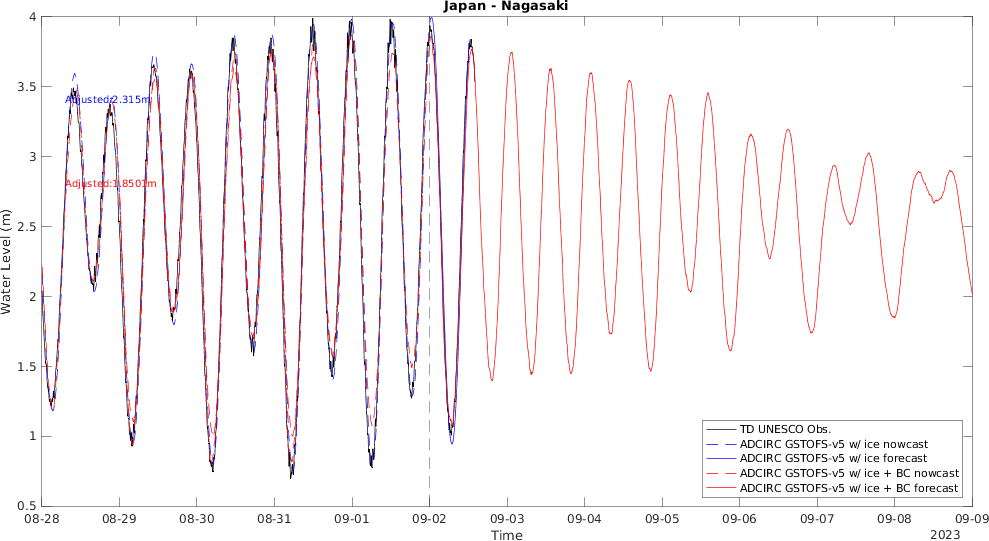 Japan - Nagasaki
4
3.5
3
2.5
2
1.5
1
0.5
Water Level (m)
Adjusted:2.315m
Adjusted:1.8501m
TD UNESCO Obs.
ADCIRC GSTOFS-v5 w/ ice nowcast
ADCIRC GSTOFS-v5 w/ ice forecast
ADCIRC GSTOFS-v5 w/ ice + BC nowcast
ADCIRC GSTOFS-v5 w/ ice + BC forecast
08-28 08-29 08-30 08-31 09-01 09-02 09-03 09-04 09-05 09-06 09-07 09-08 09-09
Time
2023